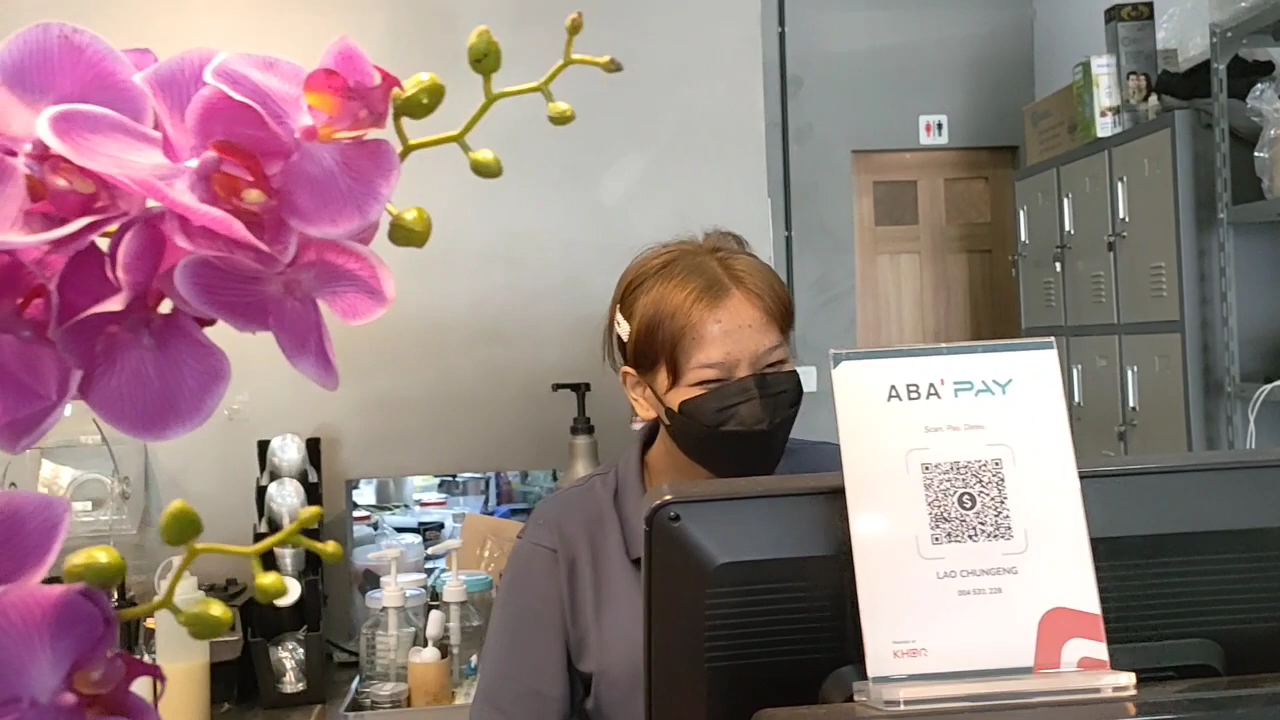 ABA' PAY
Scan. Pay. Done.
LAO CHUNGENG
004 520 228
KHQR